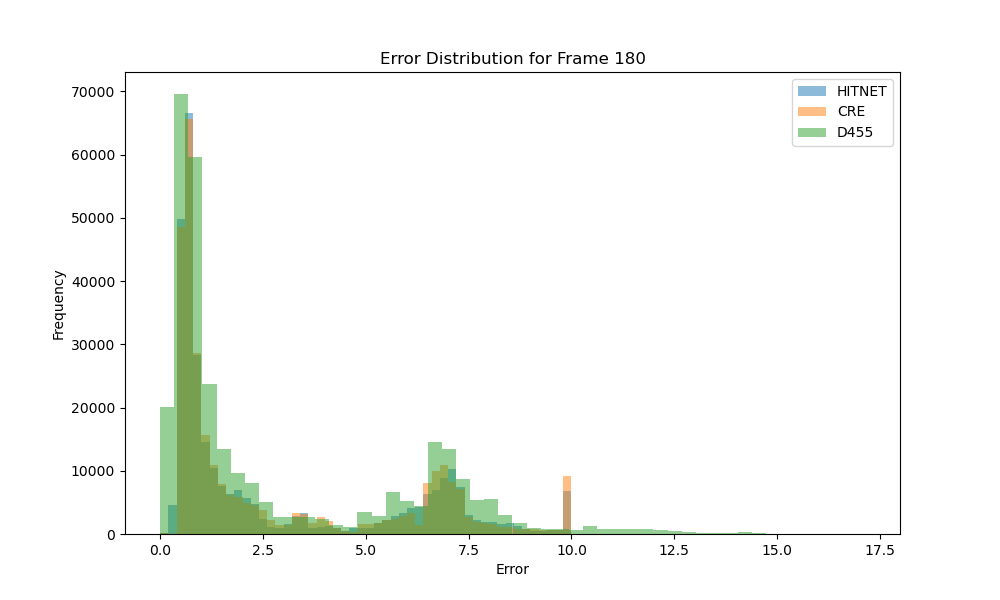 Error Distribution for Frame 180
HITNET
CRE
D455
Frequency
70000
60000
50000
40000
30000
20000
10000
0
0.0 2.5 5.0 7.5 10.0 12.5 15.0 17.5
Error